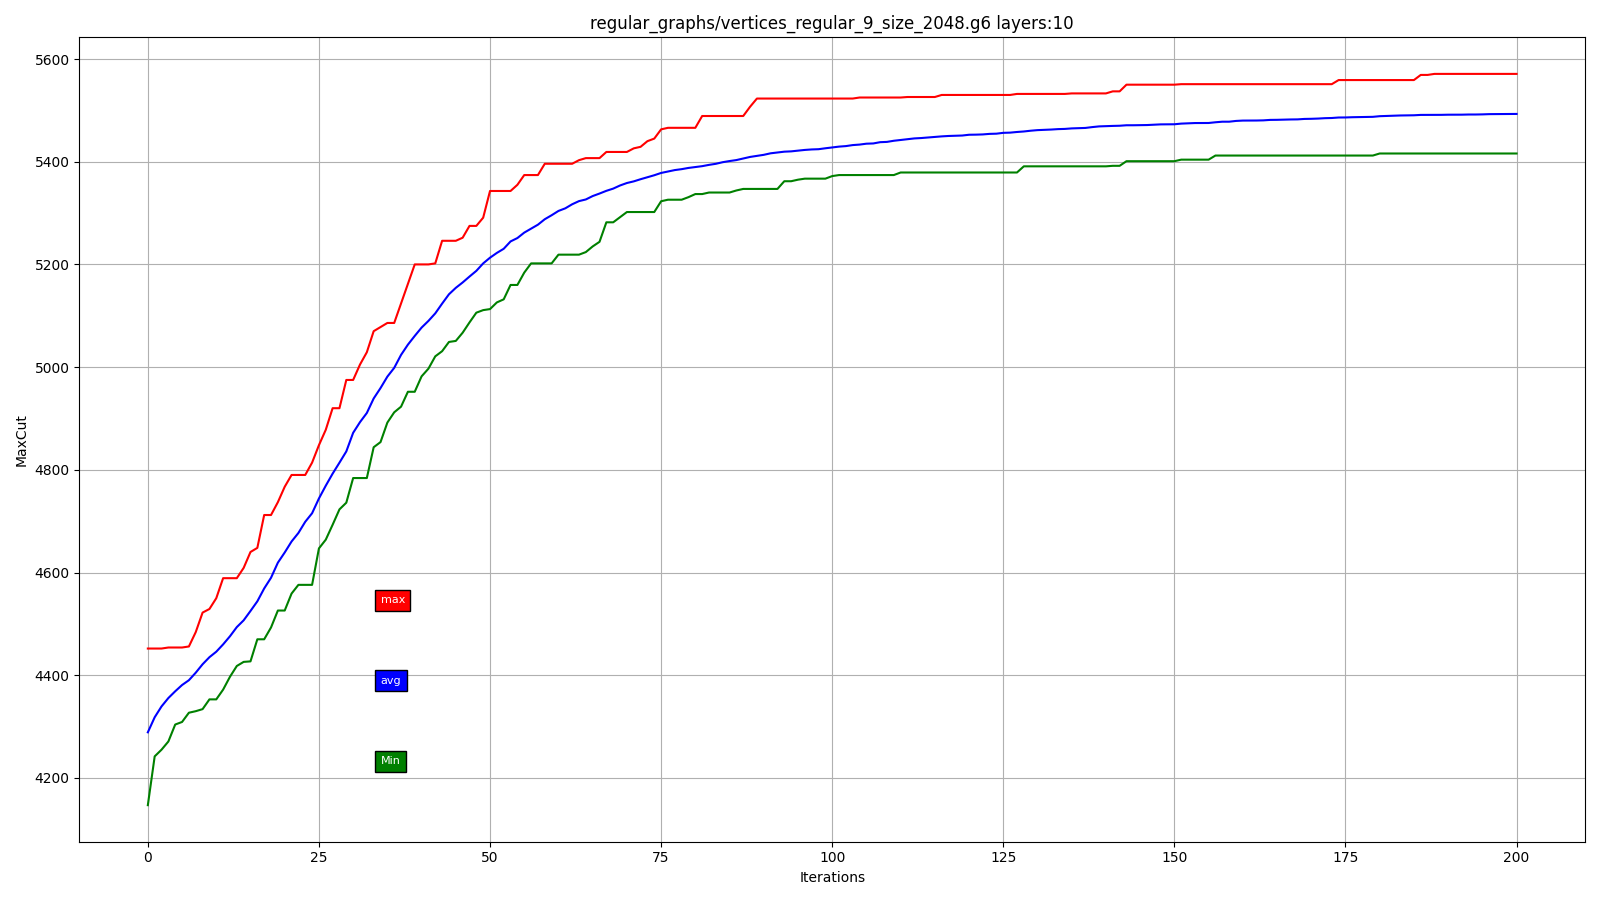 regular_graphs/vertices_regular_9_size_2048.g6 layers:10
5600
5400
5200
5000
4800
4600
4400
4200
MaxCut
max
avg
Min
0 25 50 75 100 125 150 175 200
Iterations